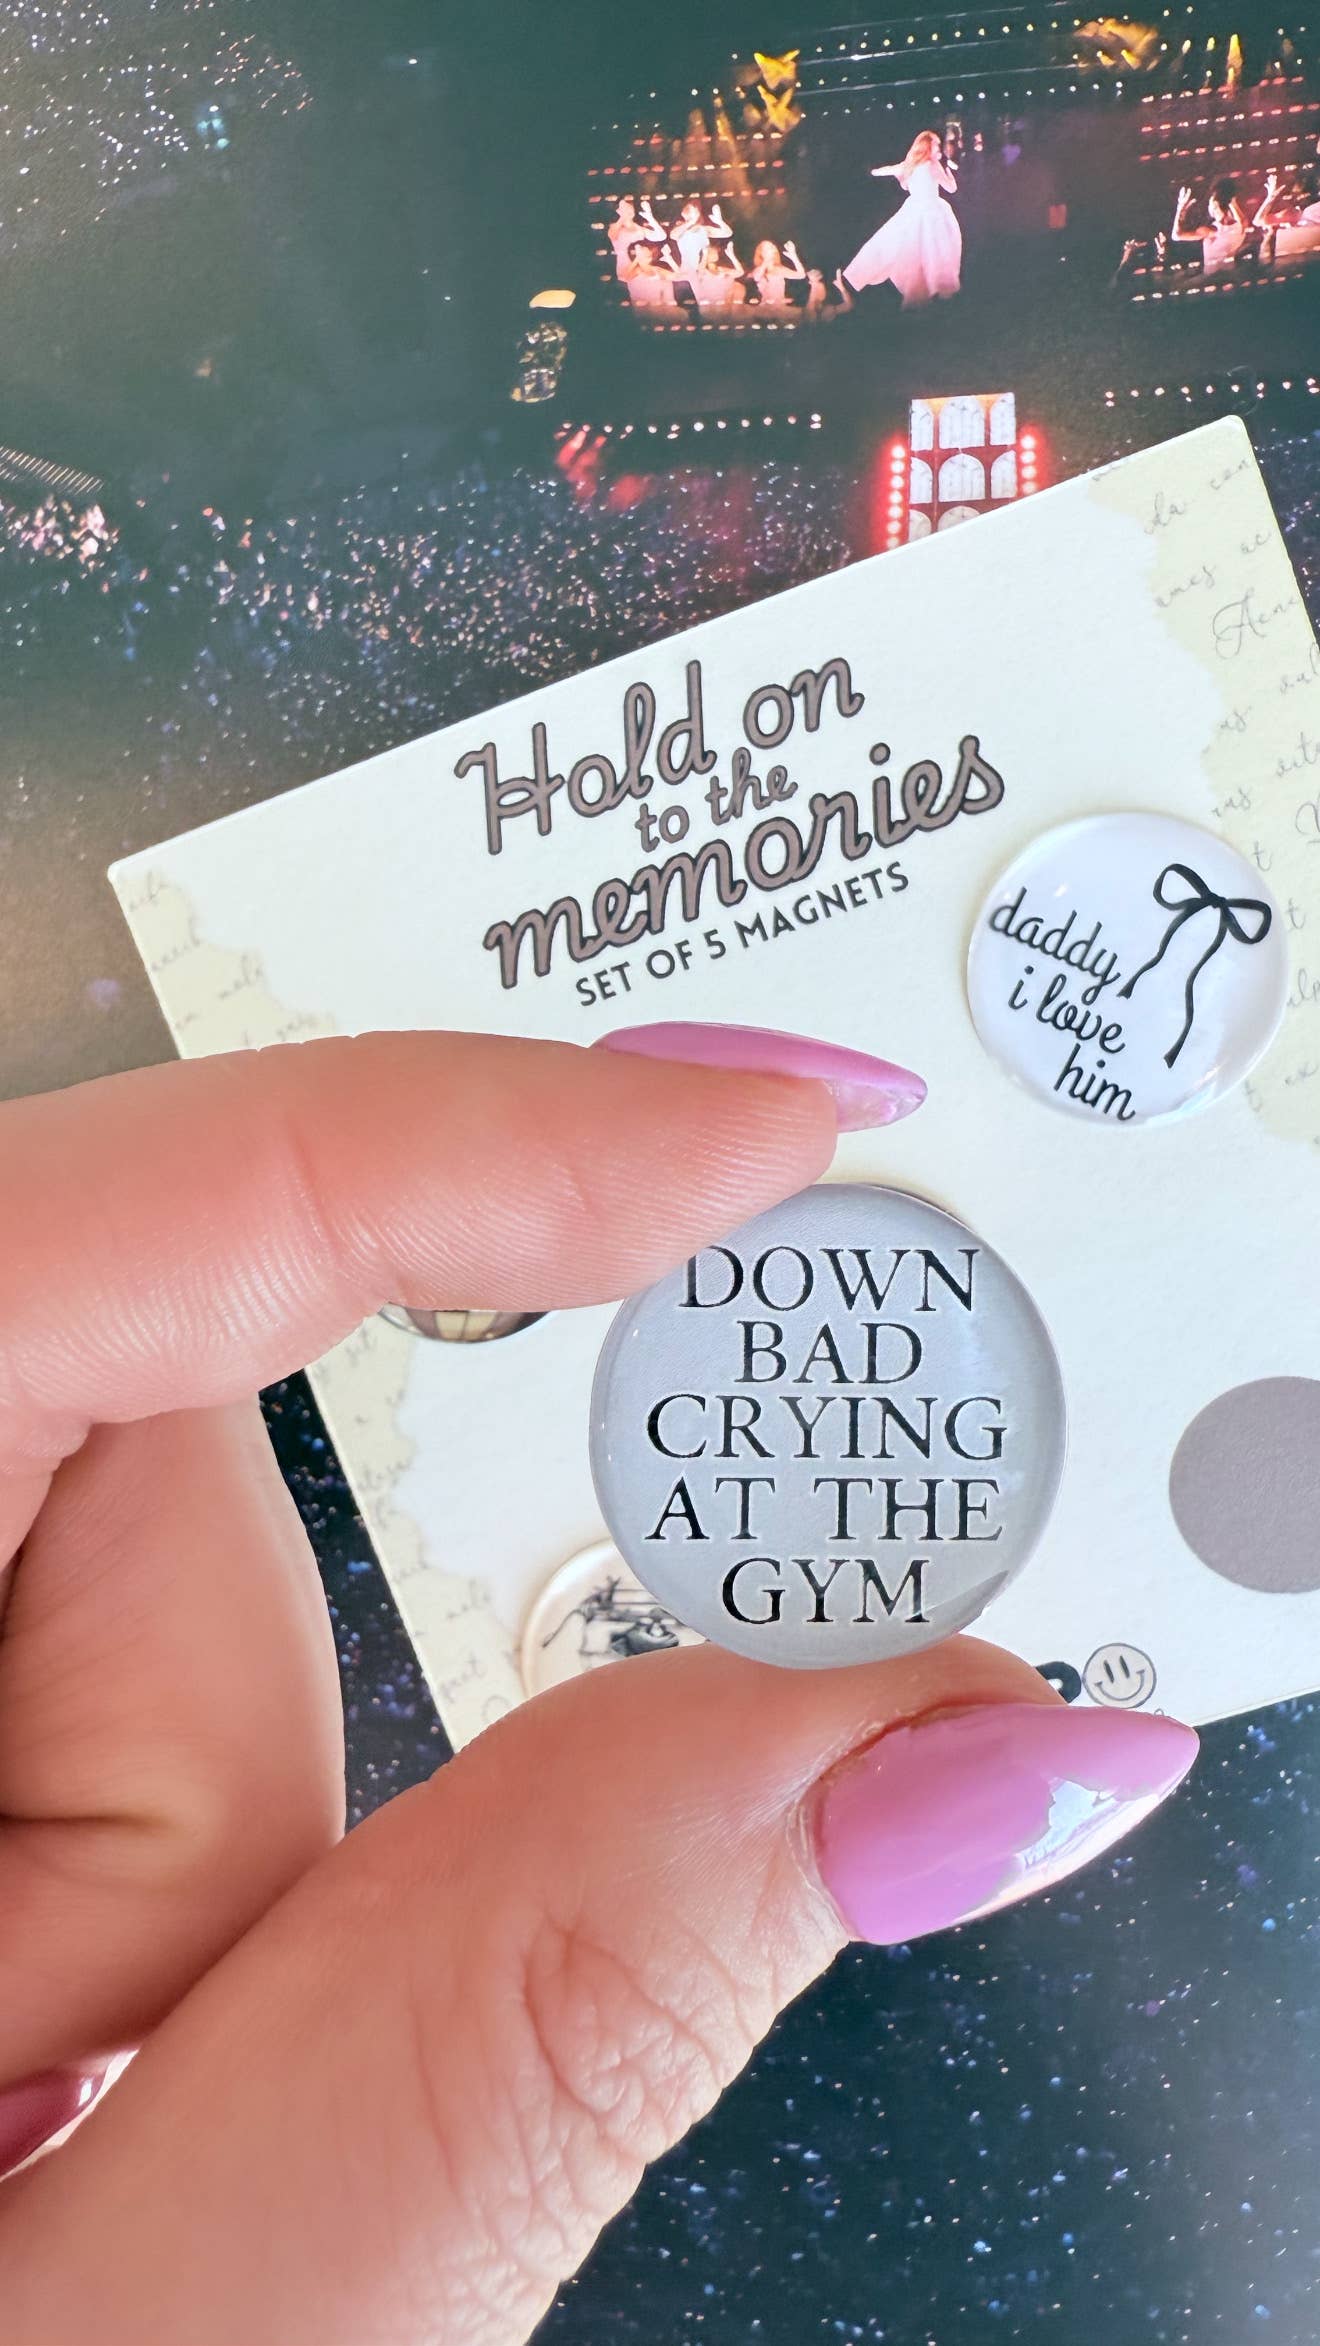 Hold on
to the
memories
SET OF 5 MAGNETS
daddy
i love
him
DOWN
BAD
CRYING
AT THE
GYM